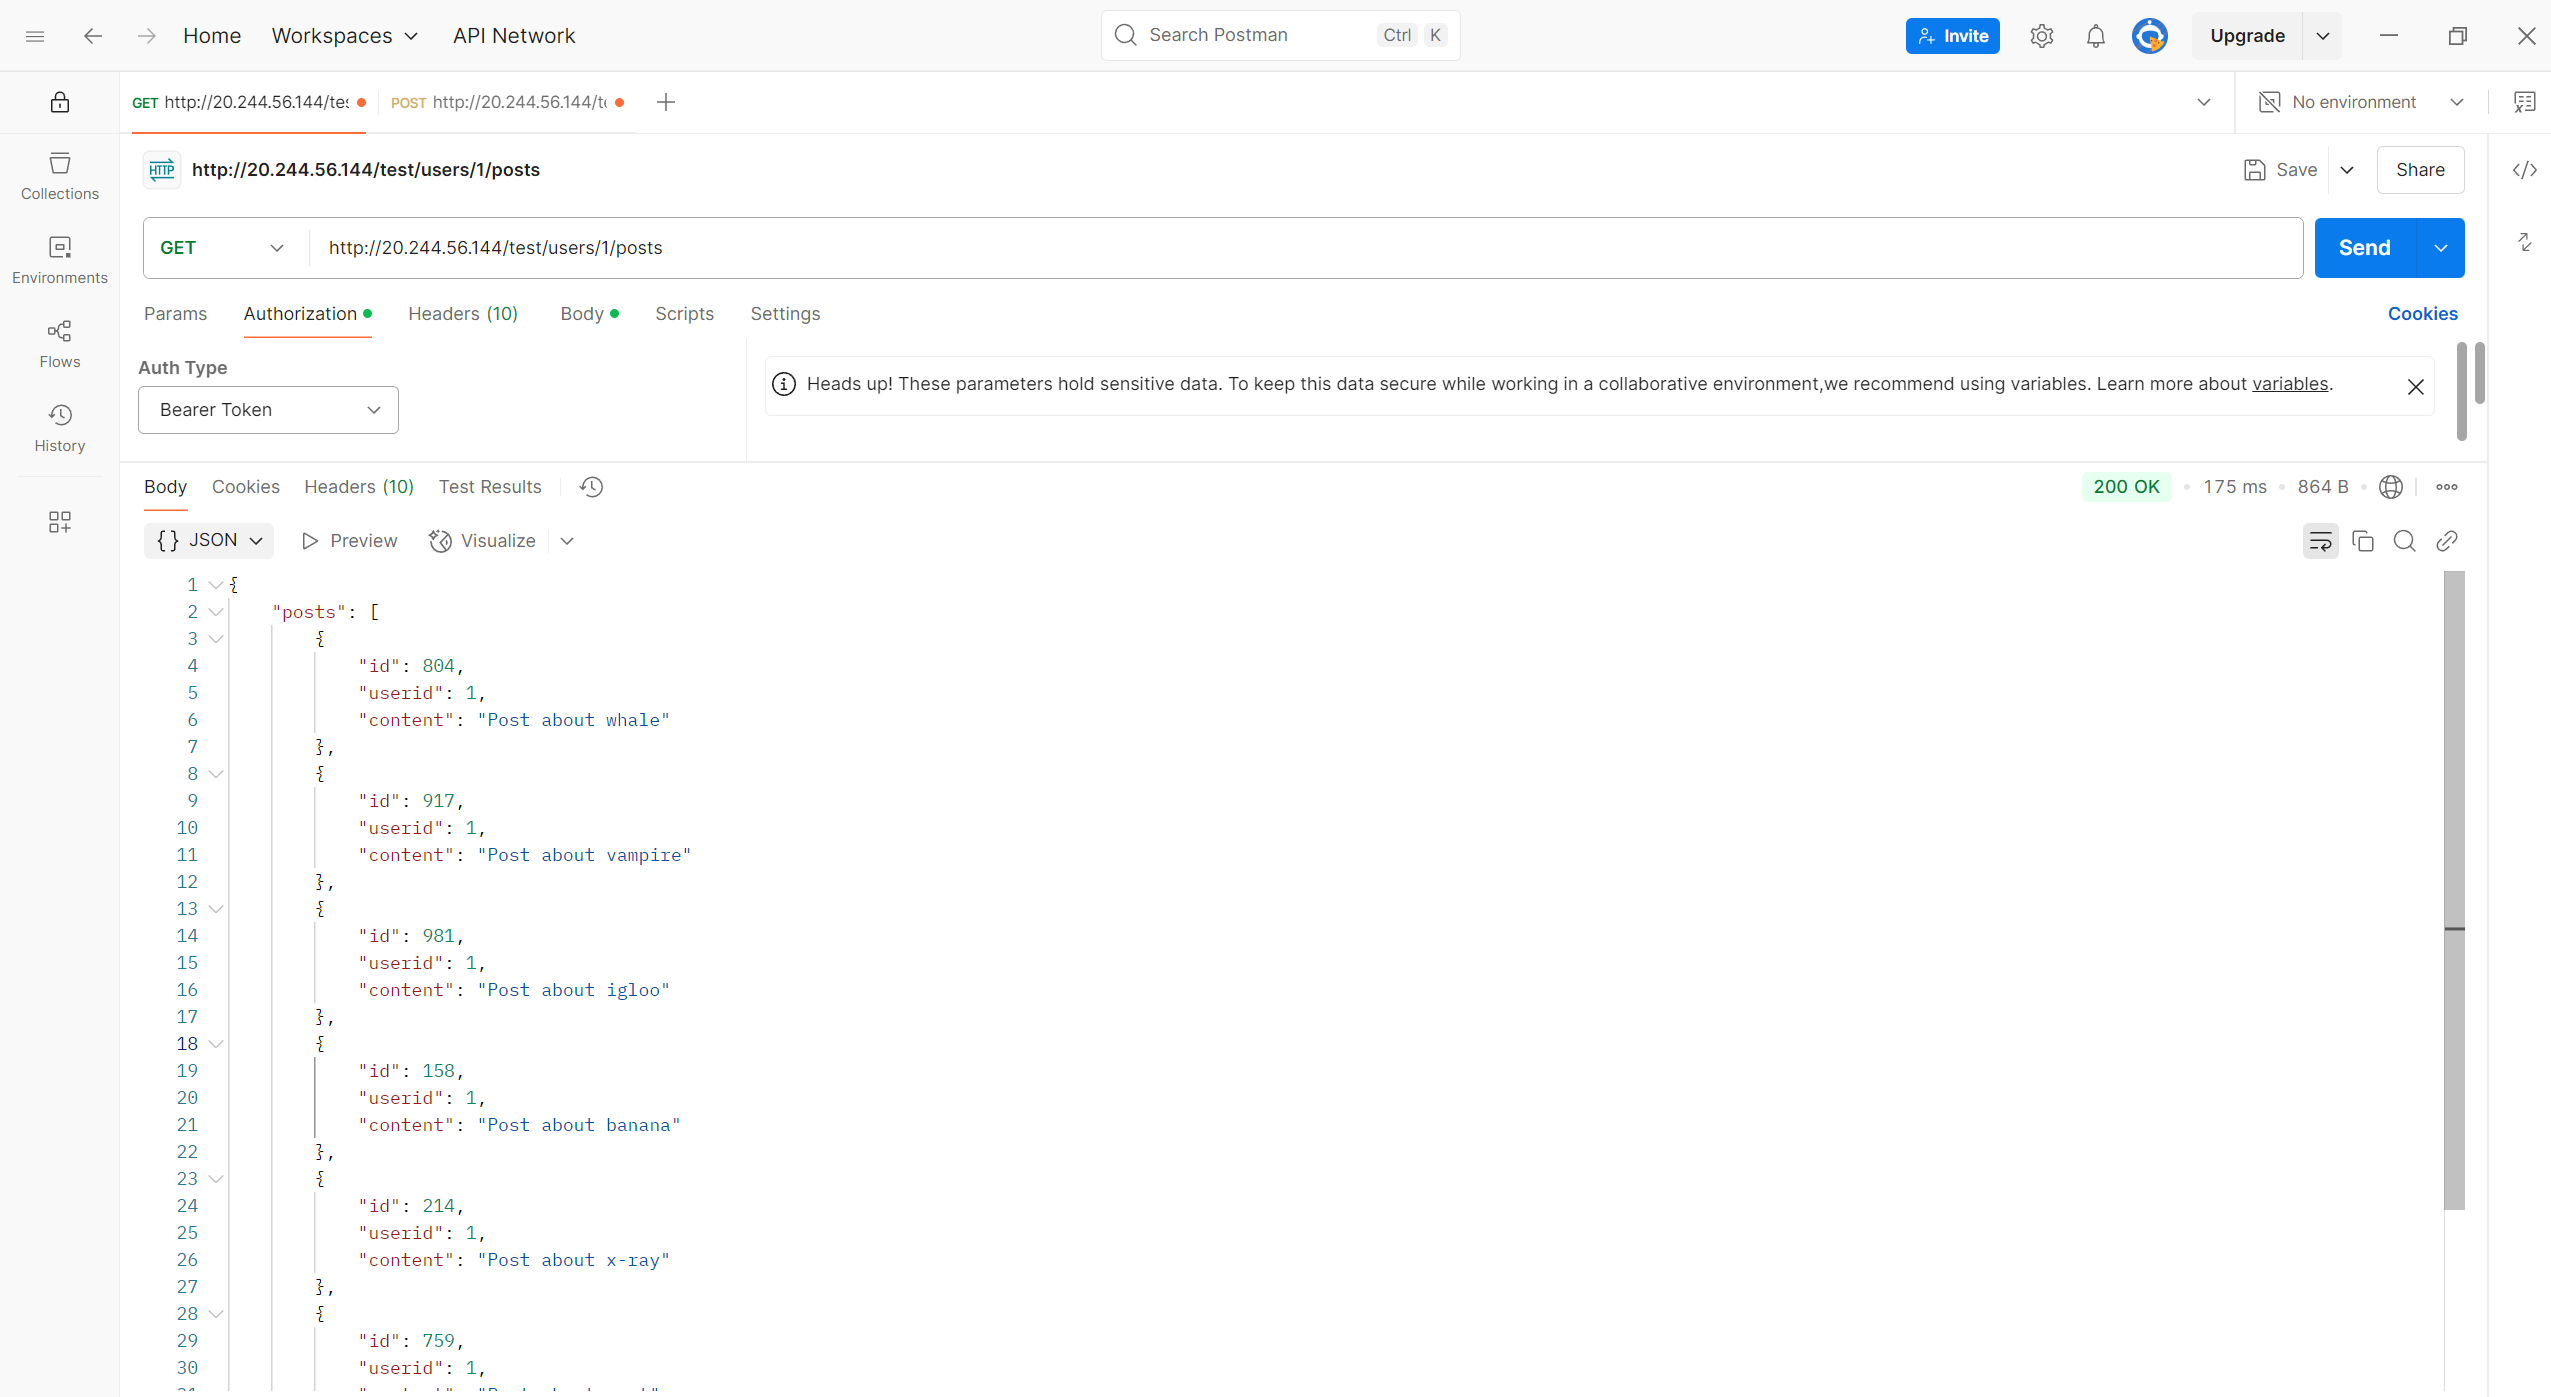 Home Workspaces API Network Search Postman Ctrl K Invite Upgrade
GET http://20.244.56.144/tes POST http://20.244.56.144/te No environment
Collections
Environments
Flows
History
HTTP http://20.244.56.144/test/users/1/posts Save Share
GET http://20.244.56.144/test/users/1/posts Send
Params Authorization Headers (10) Body Scripts Settings Cookies
Auth Type
Bearer Token
Heads up! These parameters hold sensitive data. To keep this data secure while working in a collaborative environment,we recommend using variables. Learn more about variables.
Body Cookies Headers (10) Test Results 200 OK 175 ms 864 B
{} JSON Preview Visualize
1 {
2 "posts": [
3 {
4 "id": 804,
5 "userid": 1,
6 "content": "Post about whale"
7 },
8 {
9 "id": 917,
10 "userid": 1,
11 "content": "Post about vampire"
12 },
13 {
14 "id": 981,
15 "userid": 1,
16 "content": "Post about igloo"
17 },
18 {
19 "id": 158,
20 "userid": 1,
21 "content": "Post about banana"
22 },
23 {
24 "id": 214,
25 "userid": 1,
26 "content": "Post about x-ray"
27 },
28 {
29 "id": 759,
30 "userid": 1,